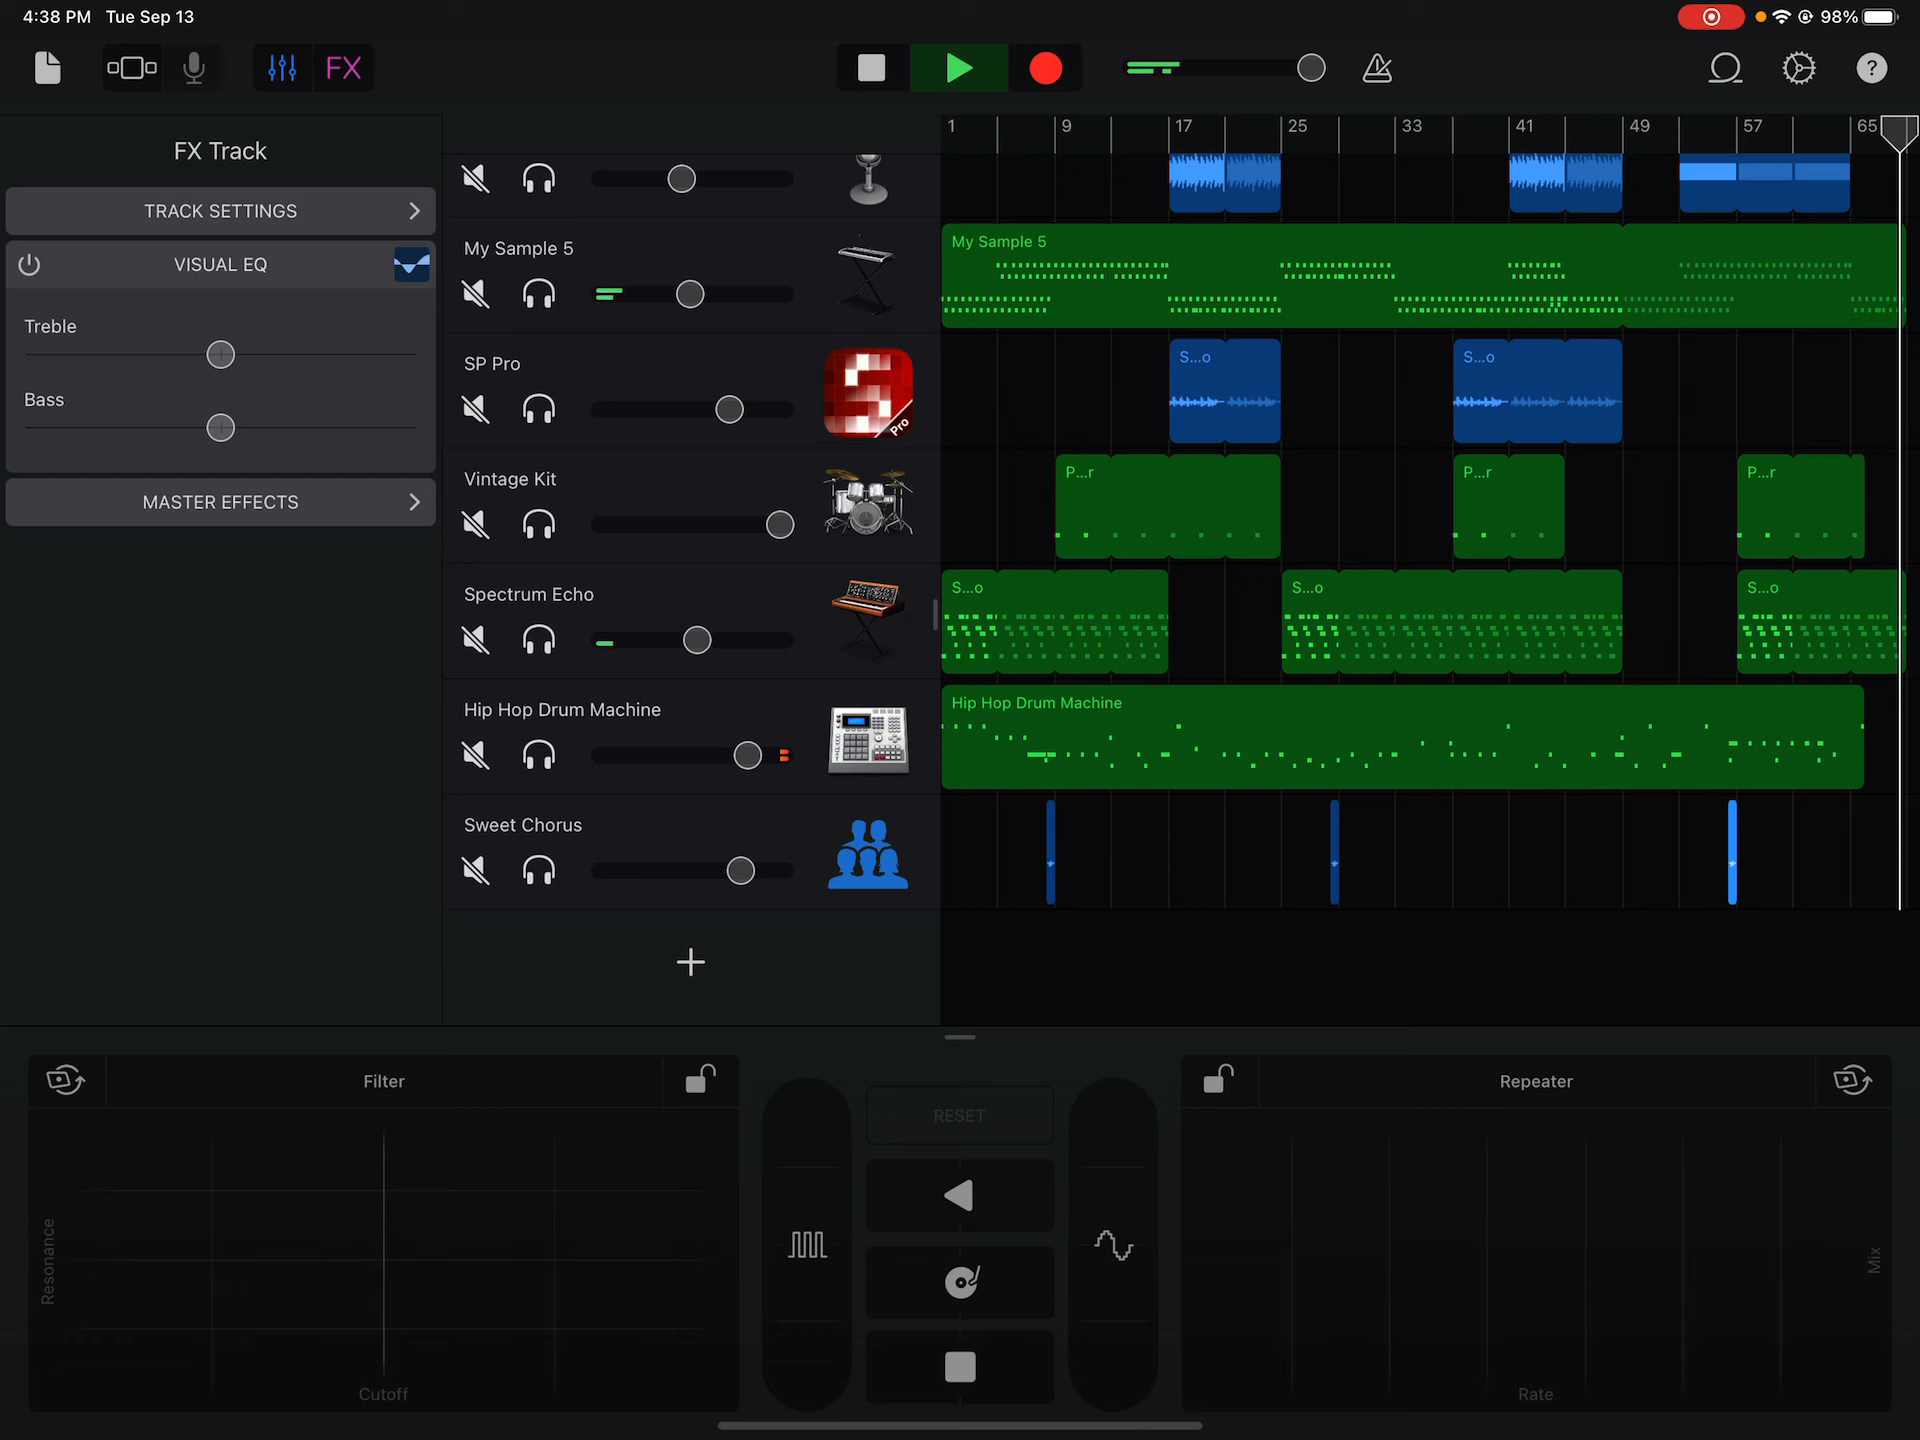 4:38 PM Tue Sep 13
98%
FX
?
FX Track
1 9 17 25 33 41 49 57 65
TRACK SETTINGS
VISUAL EQ
Treble
Bass
MASTER EFFECTS
My Sample 5
My Sample 5
SP Pro
Pro
S...o
S...o
Vintage Kit
P...r
P...r
P...r
Spectrum Echo
S...o
S...o
S...o
Hip Hop Drum Machine
Hip Hop Drum Machine
Sweet Chorus
Filter
Resonance
Cutoff
RESET
Repeater
Mix
Rate